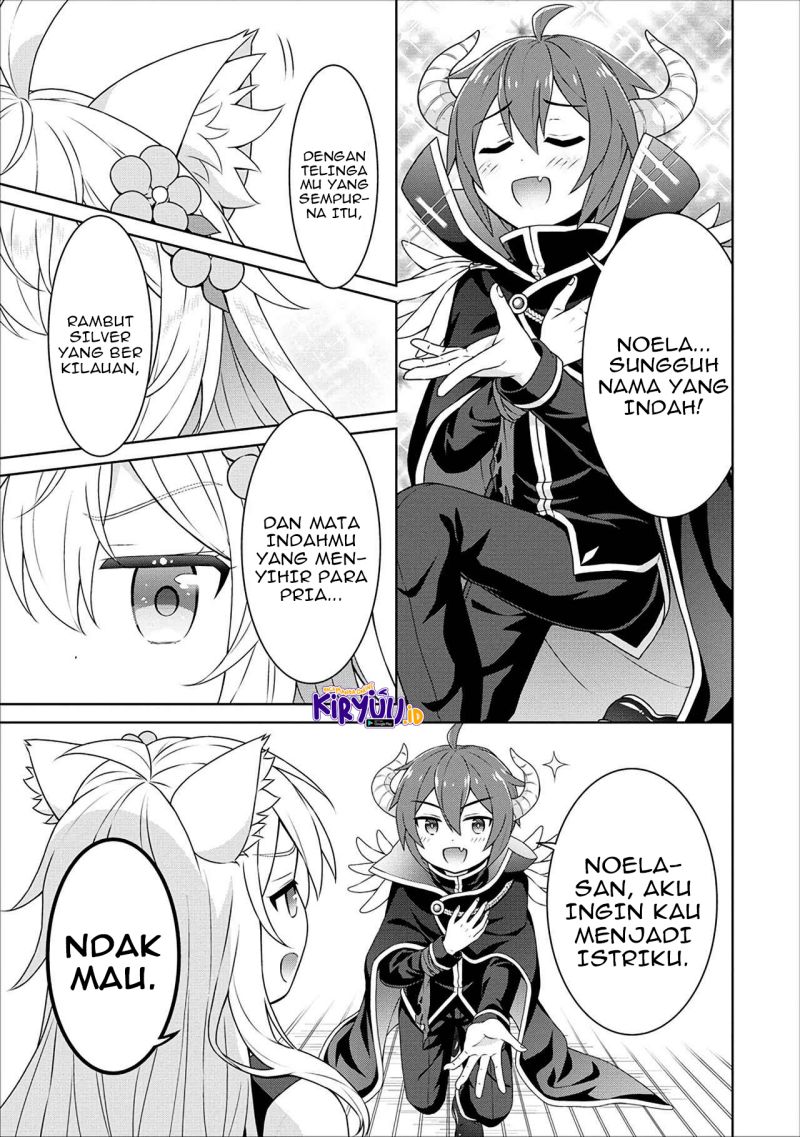 NOELA...
SUNGGUH
NAMA YANG
INDAH!
DENGAN
TELINGA
MU YANG
SEMPUR-
NA ITU,
RAMBUT
SILVER
YANG BER
KILAUAN,
DAN MATA
INDAHMU
YANG MEN-
YIHIR PARA
PRIA...
KIRYUU.ID
NOELA-
SAN, AKU
INGIN KAU
MENJADI
ISTRIKU.
NDAK
MAU.